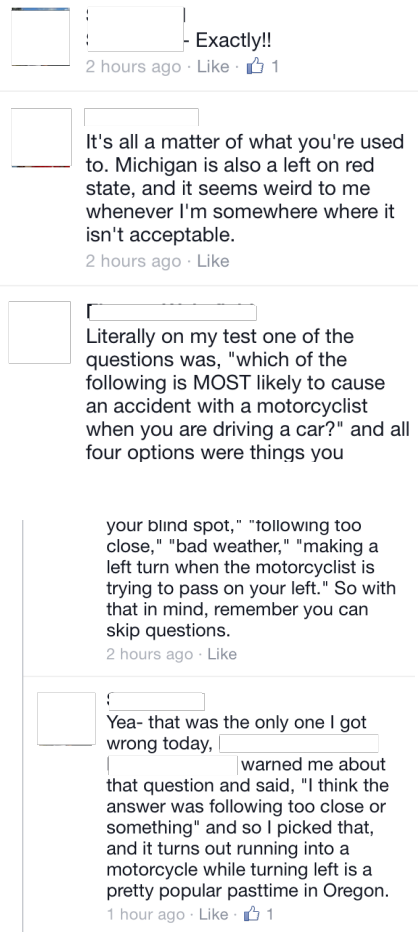 - Exactly!!
2 hours ago · Like · 1
It's all a matter of what you're used
to. Michigan is also a left on red
state, and it seems weird to me
whenever I'm somewhere where it
isn't acceptable.
2 hours ago · Like
Literally on my test one of the
questions was, "which of the
following is MOST likely to cause
an accident with a motorcyclist
when you are driving a car?" and all
four options were things you
your blind spot," "following too
close," "bad weather," "making a
left turn when the motorcyclist is
trying to pass on your left." So with
that in mind, remember you can
skip questions.
2 hours ago · Like
Yea- that was the only one I got
wrong today,
warned me about
that question and said, "I think the
answer was following too close or
something" and so I picked that,
and it turns out running into a
motorcycle while turning left is a
pretty popular pasttime in Oregon.
1 hour ago · Like · 1